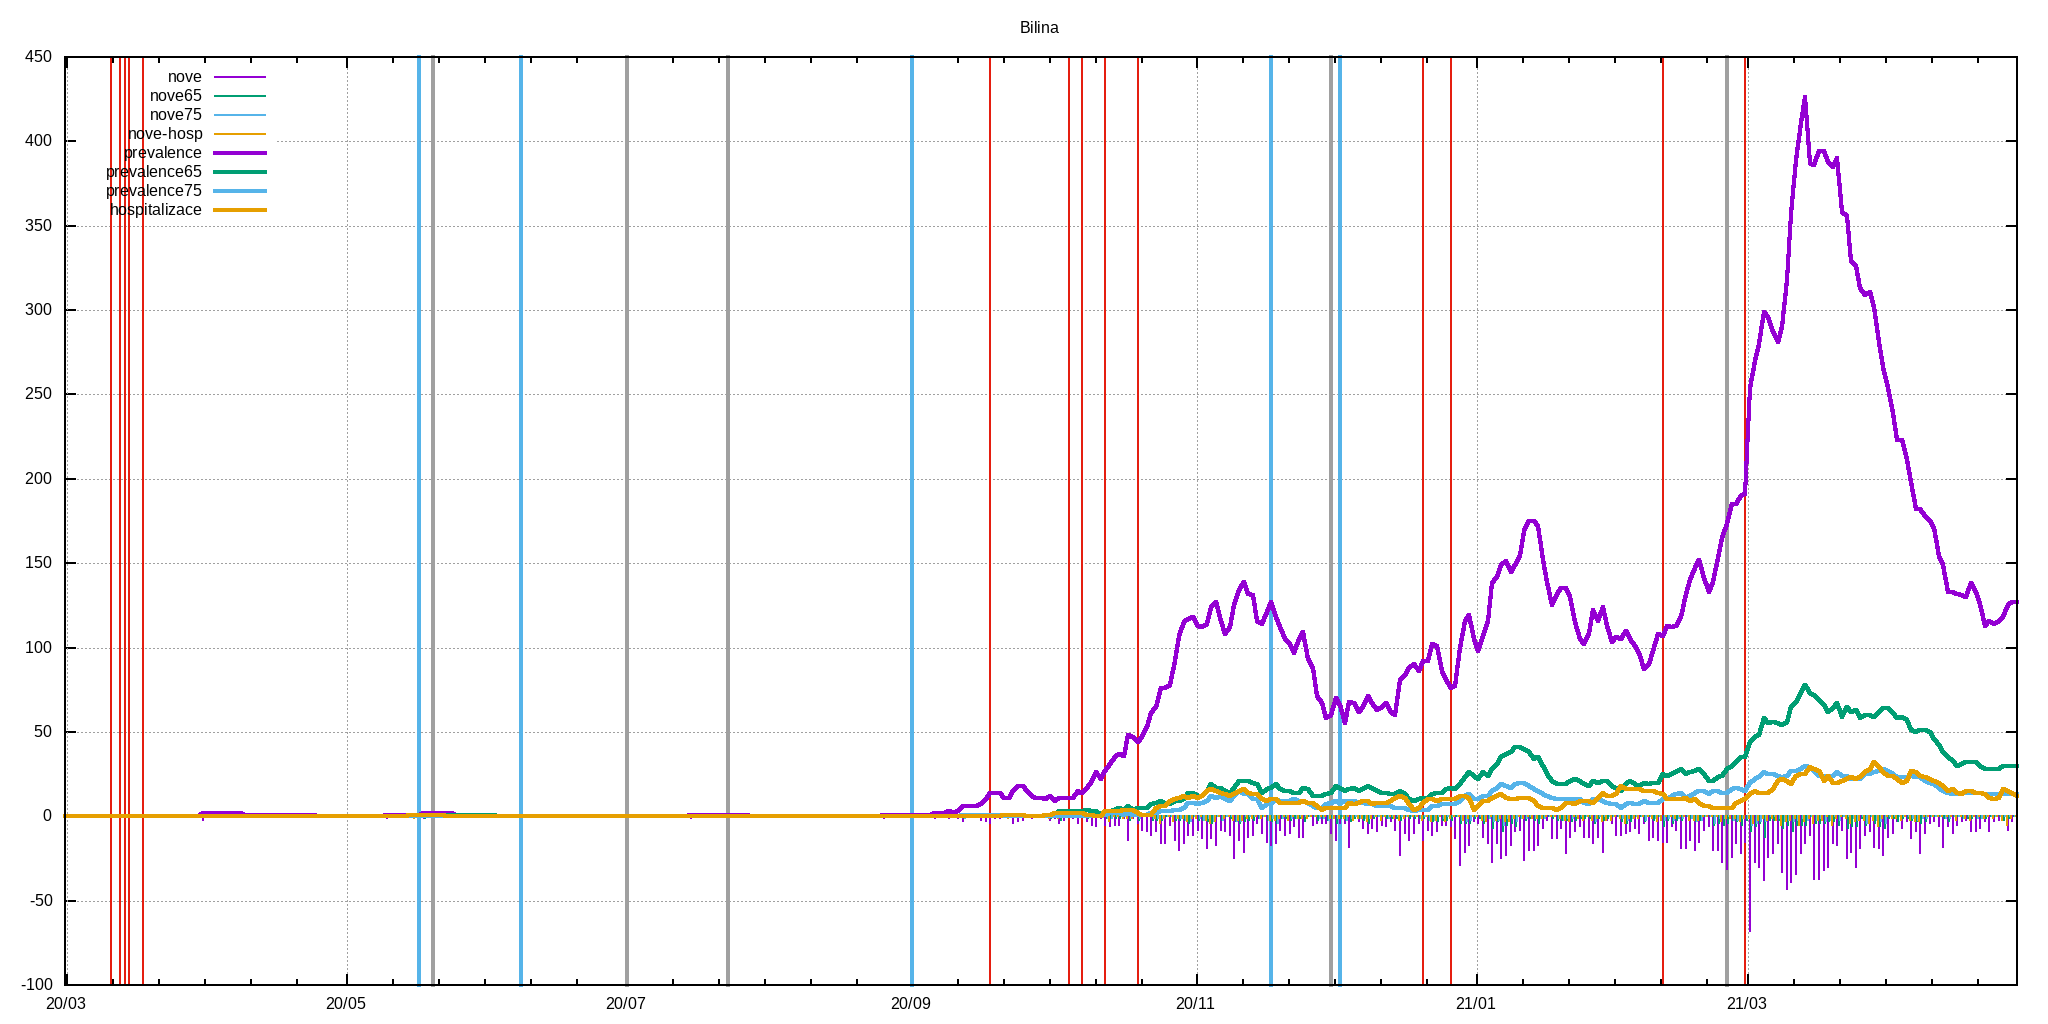 Bilina
450
400
350
300
250
200
150
100
50
0
-50
-100
nove
nove65
nove75
nove-hosp
prevalence
prevalence65
prevalence75
hospitalizace
20/03
20/05
20/07
20/09
20/11
21/01
21/03